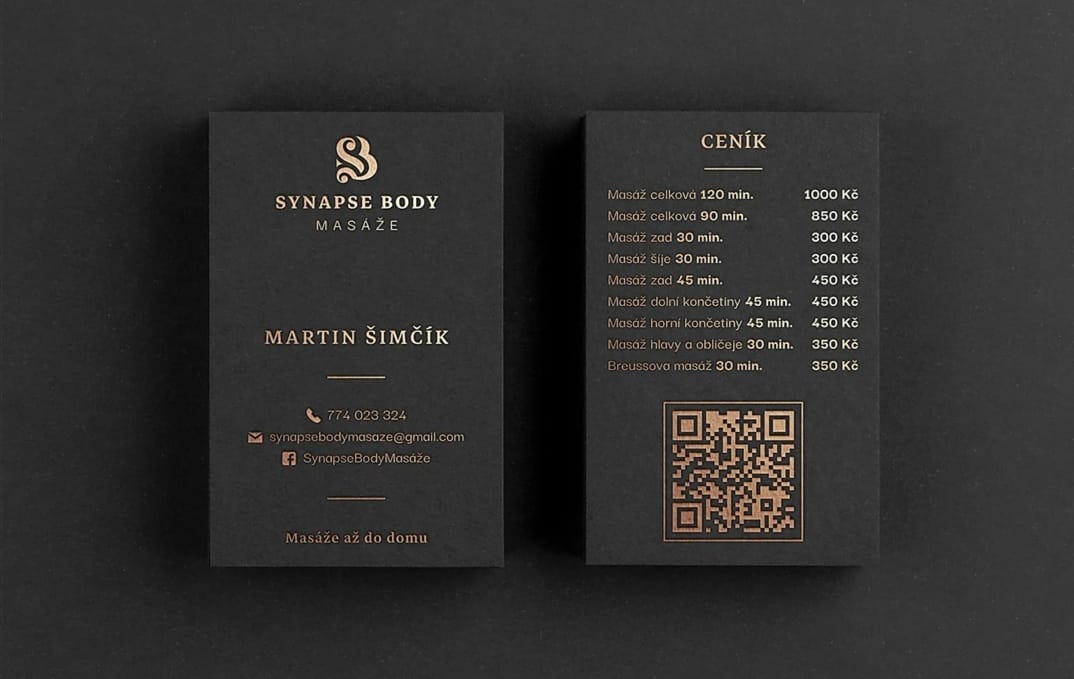 SYNAPSE BODY
MASÁŽE
MARTIN ŠIMČÍK
774 023 324
synapsebodymasaze@gmail.com
SynapseBodyMasáže
Masáže až do domu
CENÍK
Masáž celková 120 min. 1000 Kč
Masáž celková 90 min. 850 Kč
Masáž zad 30 min. 300 Kč
Masáž šíje 30 min. 300 Kč
Masáž zad 45 min. 450 Kč
Masáž dolní končetiny 45 min. 450 Kč
Masáž horní končetiny 45 min. 450 Kč
Masáž hlavy a obličeje 30 min. 350 Kč
Breussova masáž 30 min. 350 Kč